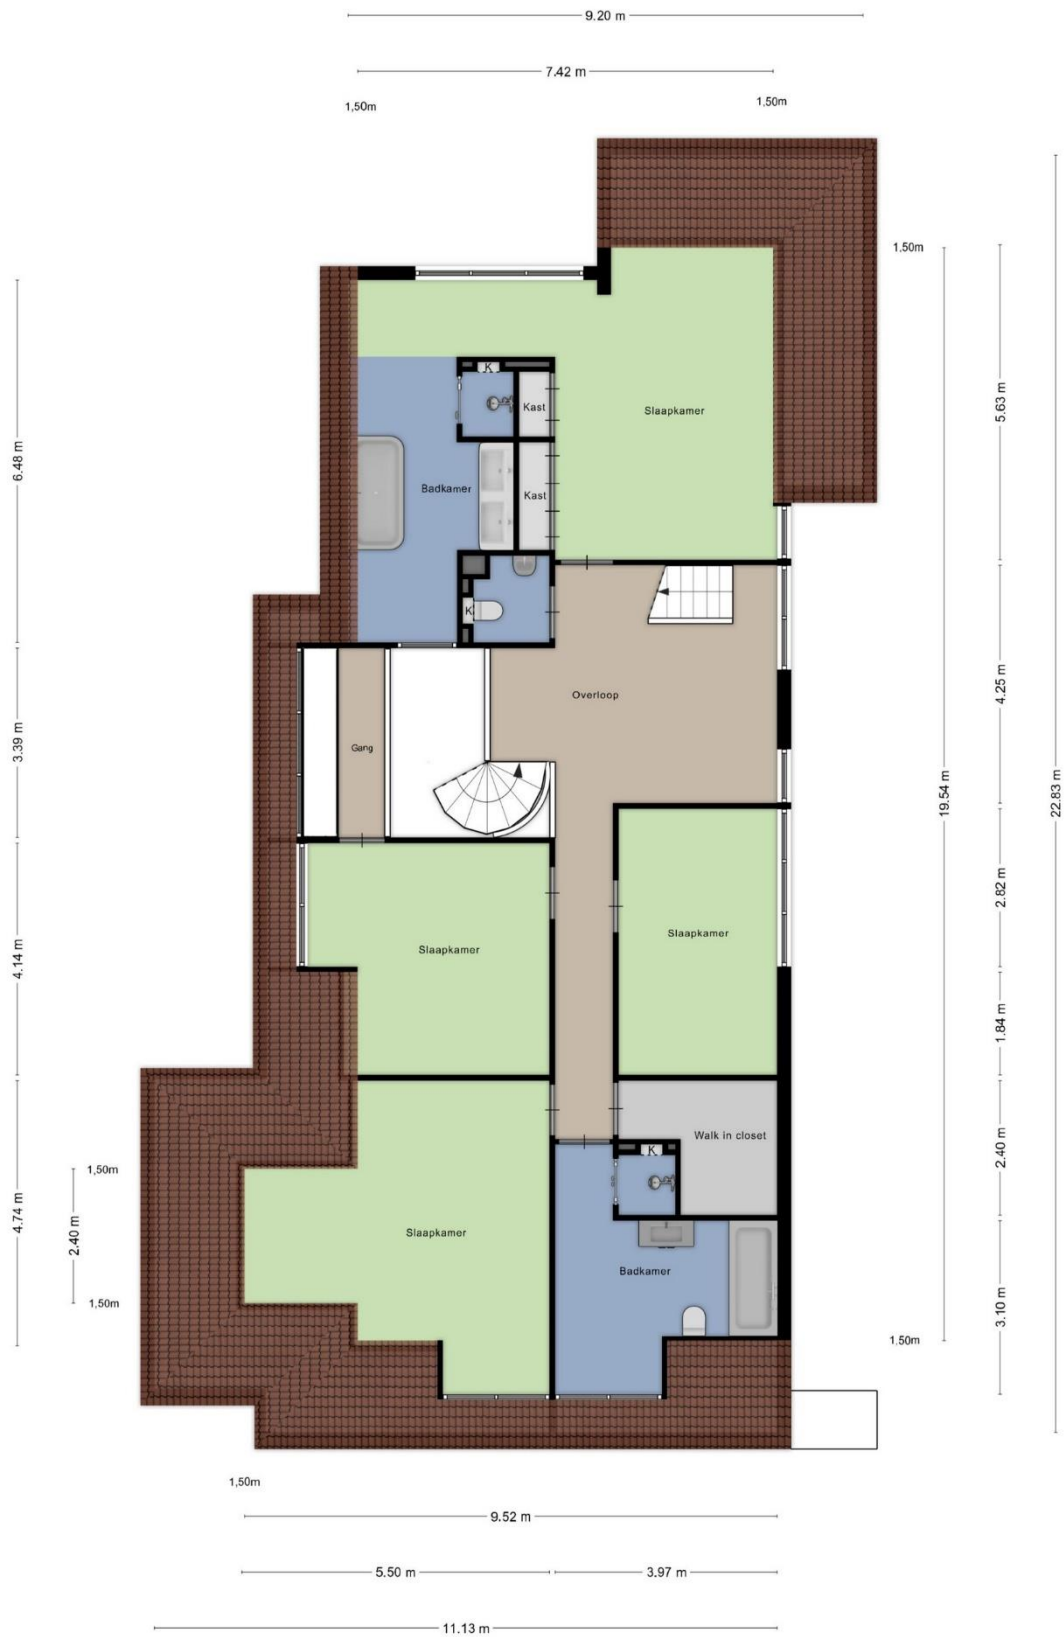 9.20 m
7.42 m
1,50m
1,50m
1,50m
K
Kast
Slaapkamer
5.63 m
6.48 m
Badkamer
Kast
K
Overloop
4.25 m
Gang
3.39 m
19.54 m
22.83 m
2.82 m
Slaapkamer
Slaapkamer
4.14 m
1.84 m
Walk in closet
2.40 m
K
1,50m
4.74 m
2.40 m
Slaapkamer
Badkamer
1,50m
3.10 m
1.50m
1,50m
9.52 m
5.50 m
3.97 m
11.13 m